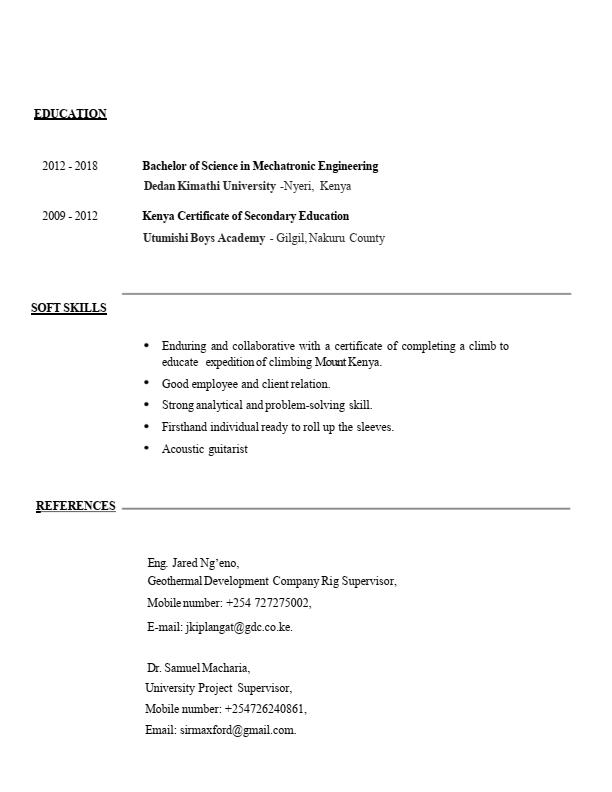 EDUCATION
2012 - 2018 Bachelor of Science in Mechatronic Engineering
Dedan Kimathi University -Nyeri, Kenya
2009 - 2012 Kenya Certificate of Secondary Education
Utumishi Boys Academy - Gilgil, Nakuru County
SOFT SKILLS
• Enduring and collaborative with a certificate of completing a climb to
educate expedition of climbing Mount Kenya.
• Good employee and client relation.
• Strong analytical and problem-solving skill.
• Firsthand individual ready to roll up the sleeves.
• Acoustic guitarist
REFERENCES
Eng. Jared Ng’eno,
Geothermal Development Company Rig Supervisor,
Mobile number: +254 727275002,
E-mail: jkiplangat@gdc.co.ke.
Dr. Samuel Macharia,
University Project Supervisor,
Mobile number: +254726240861,
Email: sirmaxford@gmail.com.